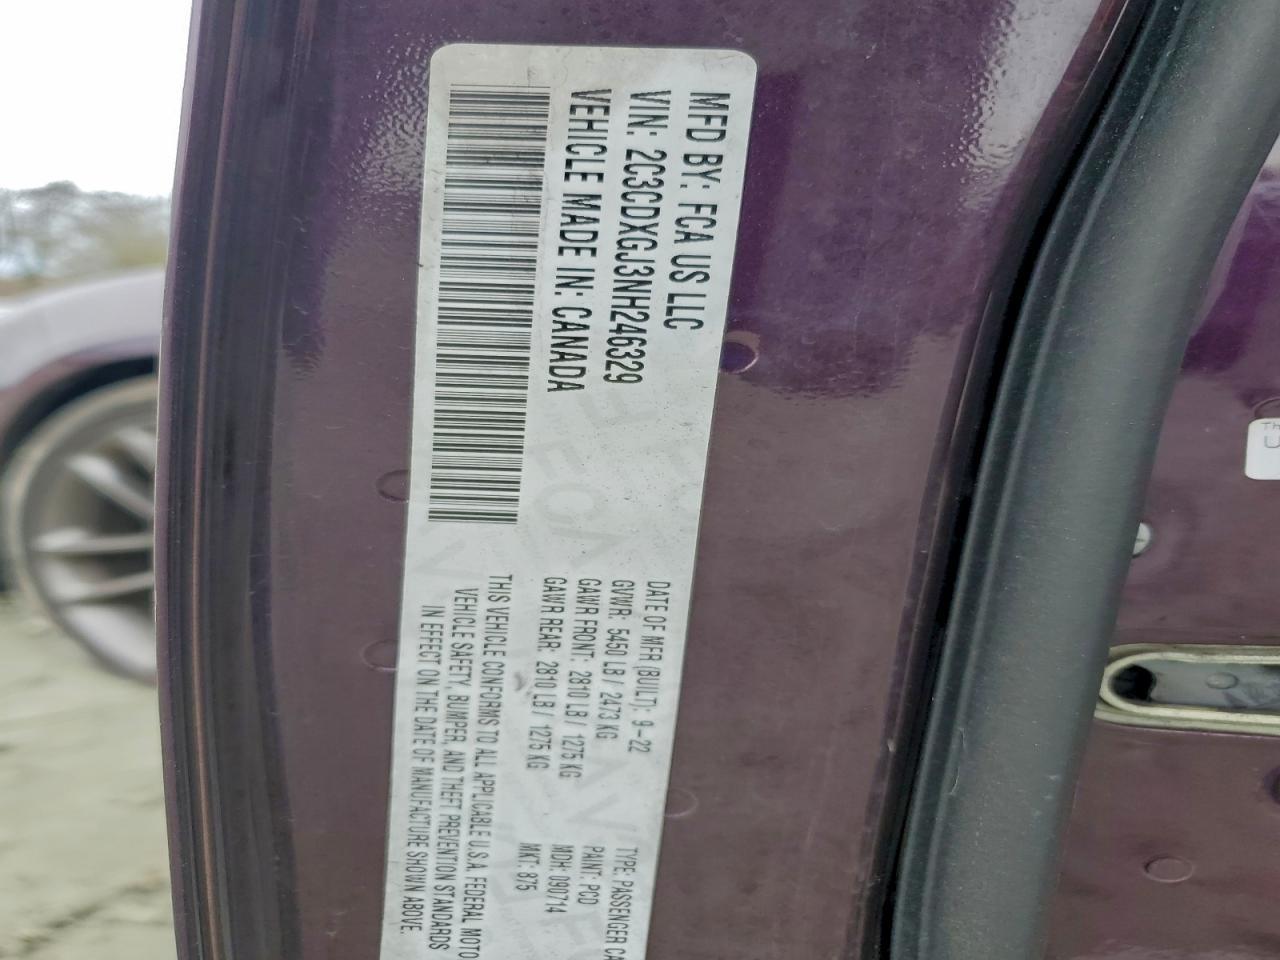 MFD BY: FCA US LLC
VIN: 2C3CDXGJ3NH246329
VEHICLE MADE IN: CANADA
DATE OF MFR (BUILT): 9-22
GVWR: 5450 LB / 2473 KG
GAWR FRONT: 2810 LB / 1275 KG
GAWR REAR: 2810 LB / 1275 KG
TYPE: PASSENGER CA
PAINT: PCD
MDH: 090714
MKT: 875
THIS VEHICLE CONFORMS TO ALL APPLICABLE U.S.A. FEDERAL MOTO
VEHICLE SAFETY, BUMPER, AND THEFT PREVENTION STANDARDS
IN EFFECT ON THE DATE OF MANUFACTURE SHOWN ABOVE.